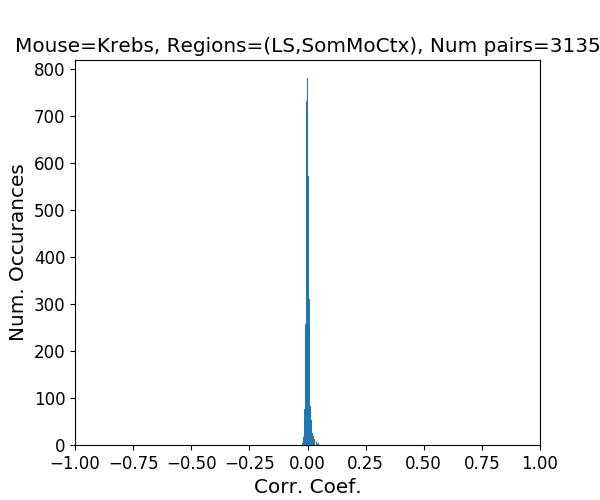 Mouse=Krebs, Regions=(LS,SomMoCtx), Num pairs=3135
800
700
600
500
400
300
200
100
0
Num. Occurances
−1.00 −0.75 −0.50 −0.25 0.00 0.25 0.50 0.75 1.00
Corr. Coef.